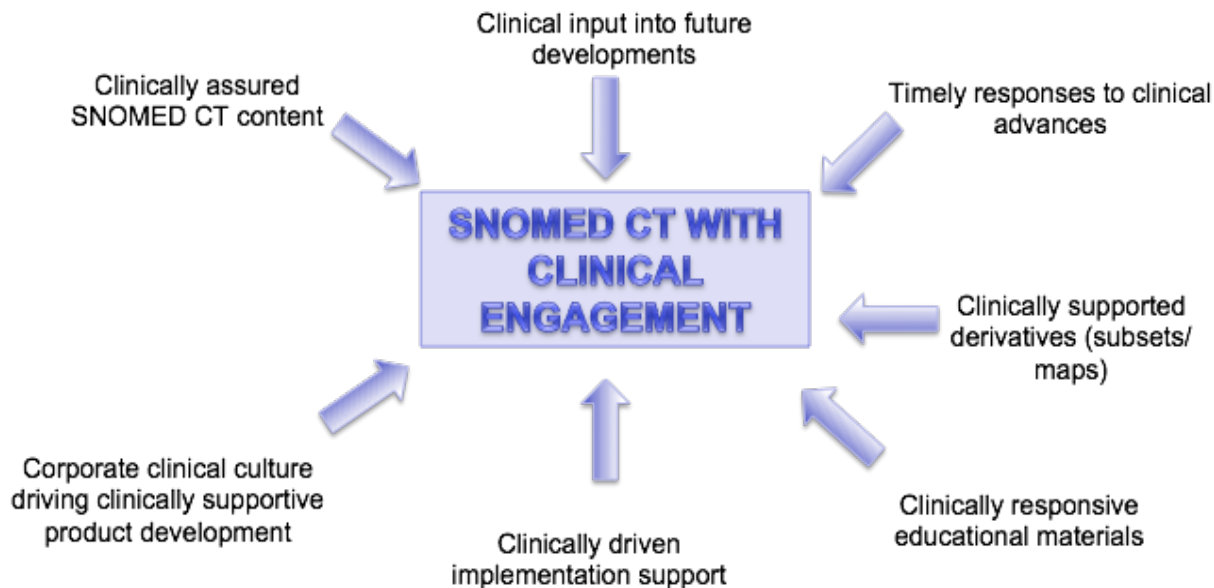 Clinical input into future
developments
Clinically assured
SNOMED CT content
Timely responses to clinical
advances
SNOMED CT WITH
CLINICAL
ENGAGEMENT
Clinically supported
derivatives (subsets/
maps)
Corporate clinical culture
driving clinically supportive
product development
Clinically driven
implementation support
Clinically responsive
educational materials